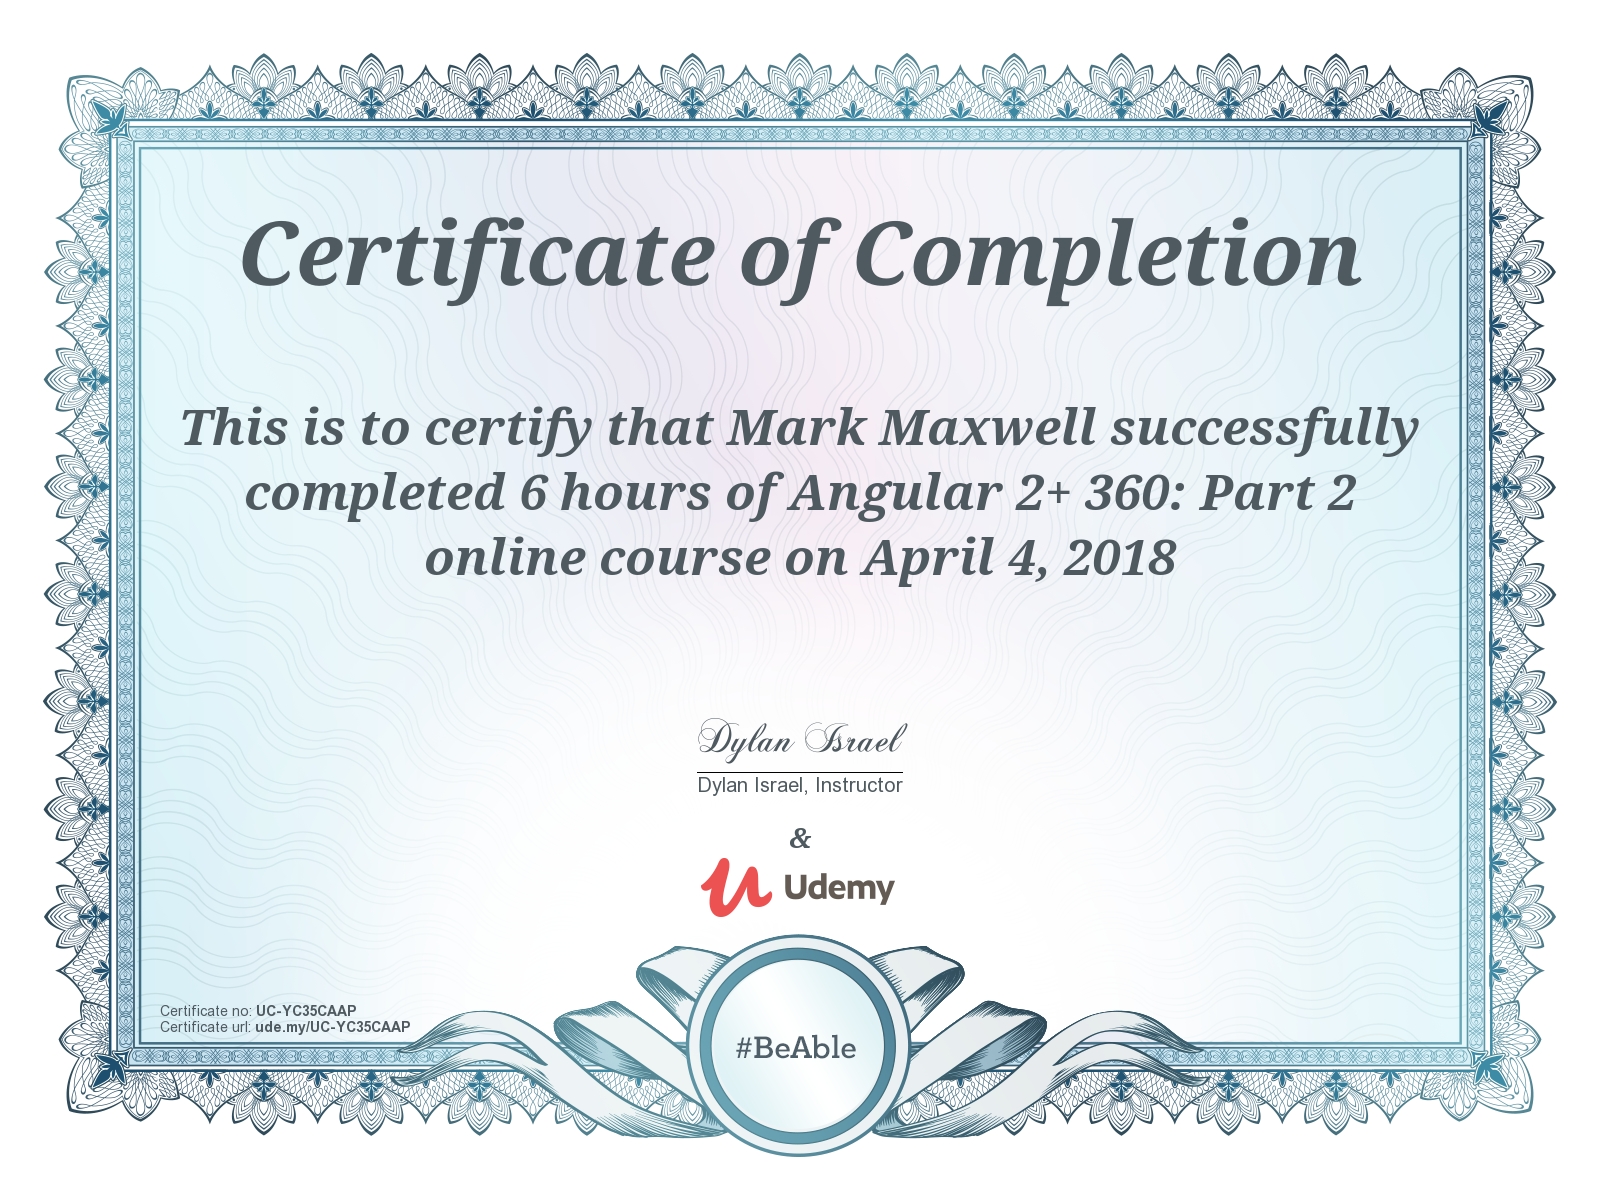 Certificate of Completion
This is to certify that Mark Maxwell successfully
completed 6 hours of Angular 2+ 360: Part 2
online course on April 4, 2018
Dylan Israel
Dylan Israel, Instructor
&
Udemy
Certificate no: UC-YC35CAAP
Certificate url: ude.my/UC-YC35CAAP
#BeAble